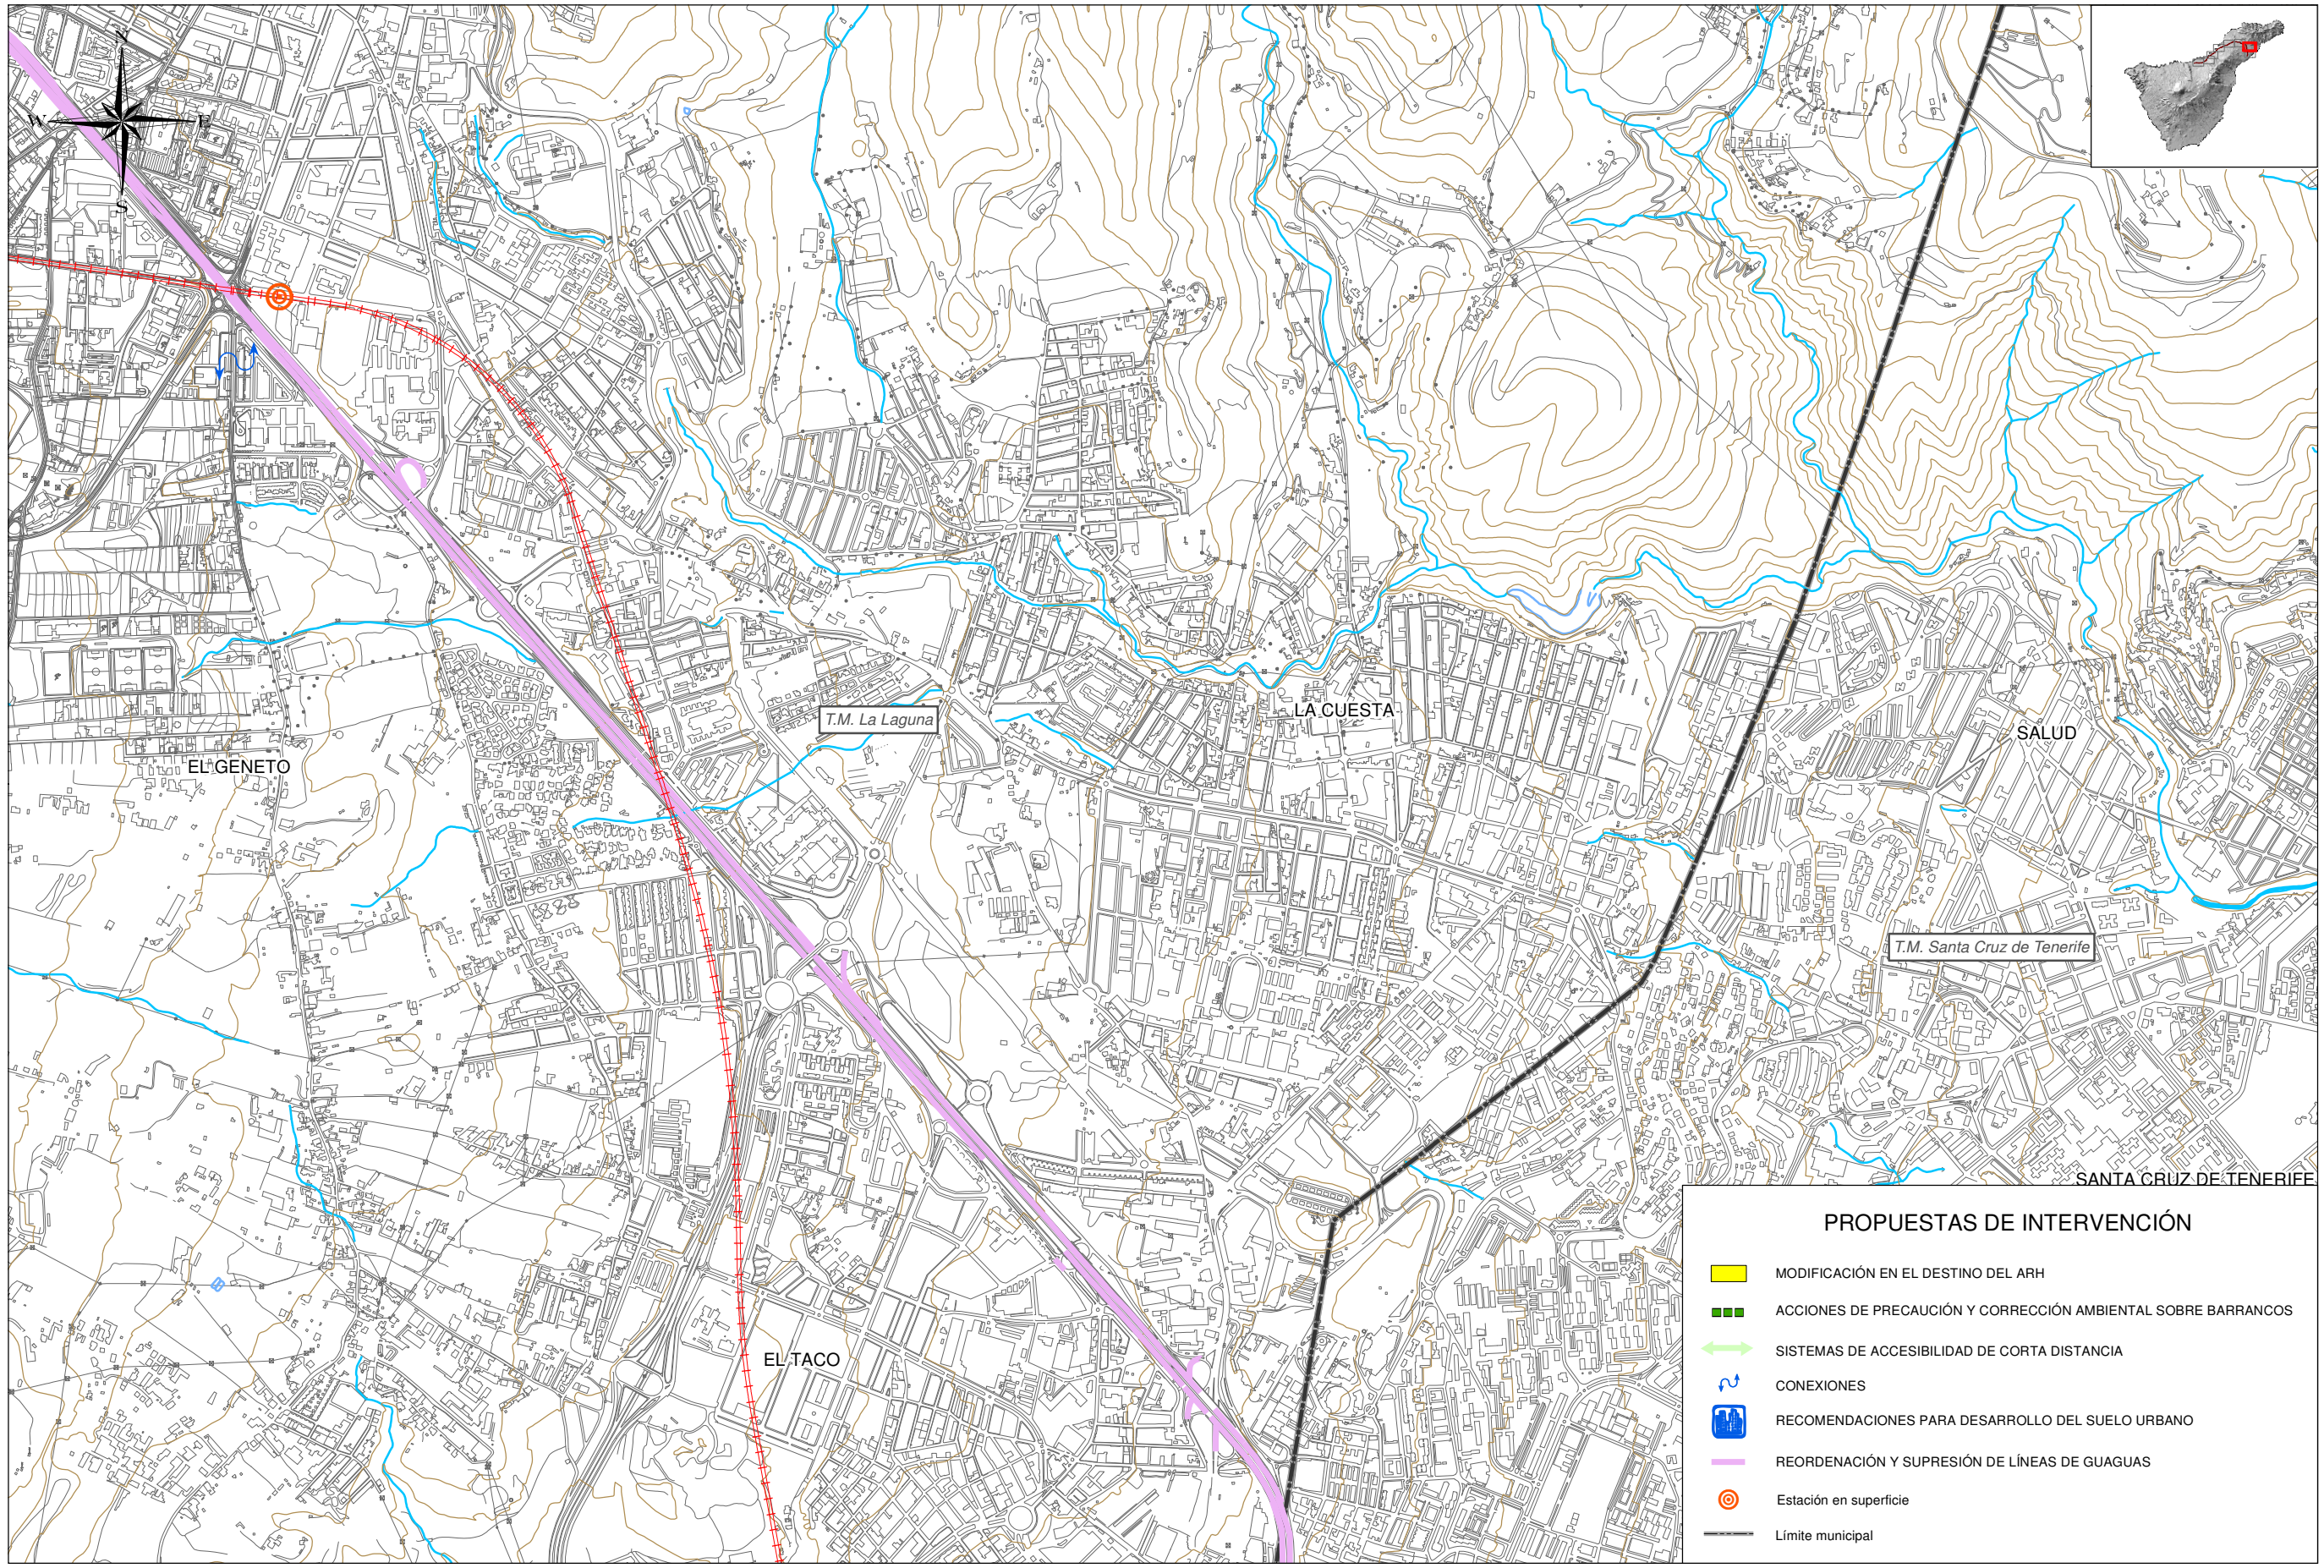 N
W
E
S
T.M. La Laguna
LA CUESTA
SALUD
EL GENETO
T.M. Santa Cruz de Tenerife
SANTA CRUZ DE TENERIFE
EL TACO
PROPUESTAS DE INTERVENCIÓN
MODIFICACIÓN EN EL DESTINO DEL ARH
ACCIONES DE PRECAUCIÓN Y CORRECCIÓN AMBIENTAL SOBRE BARRANCOS
SISTEMAS DE ACCESIBILIDAD DE CORTA DISTANCIA
CONEXIONES
RECOMENDACIONES PARA DESARROLLO DEL SUELO URBANO
REORDENACIÓN Y SUPRESIÓN DE LÍNEAS DE GUAGUAS
Estación en superficie
Límite municipal